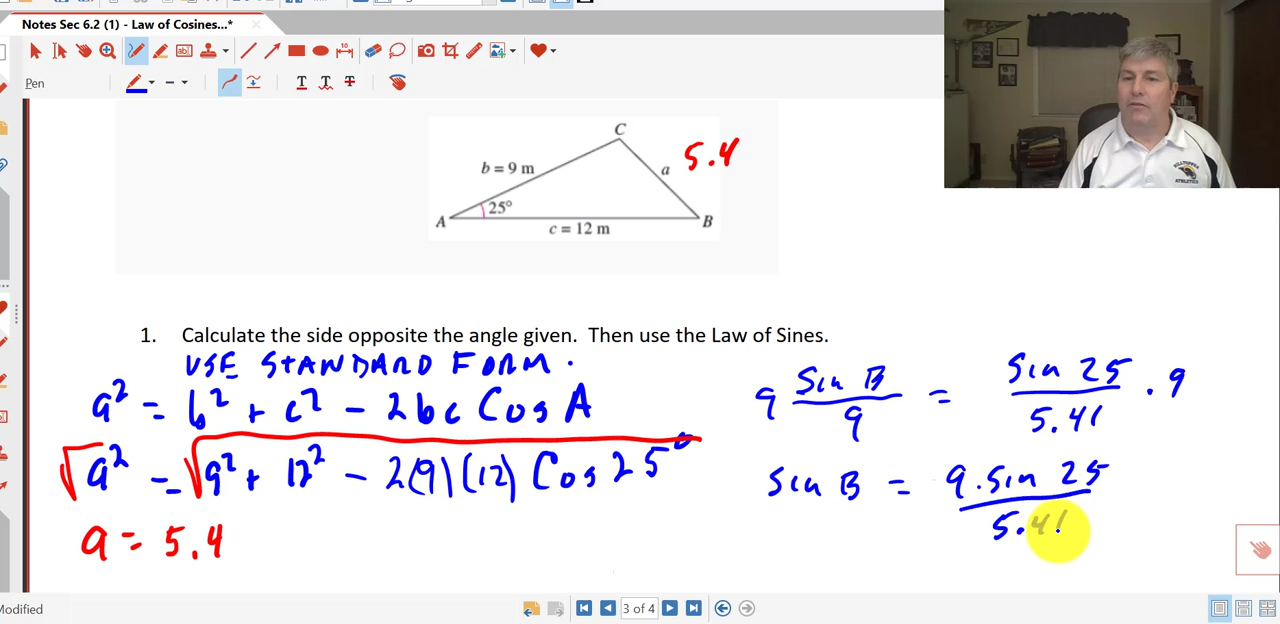 Notes Sec 6.2 (1) - Law of Cosines...*
Pen
C
b = 9 m
a
5.4
25°
A
B
c = 12 m
1. Calculate the side opposite the angle given. Then use the Law of Sines.
USE STANDARD FORM.
a² = b² + c² - 2bc Cos A
√a² = √9² + 12² - 2(9)(12) Cos 25°
a = 5.4
9 Sin B / 9 = Sin 25 / 5.41 · 9
Sin B = 9 · Sin 25 / 5.41
HILLTOPPER
ATHLETICS
Modified
3 of 4